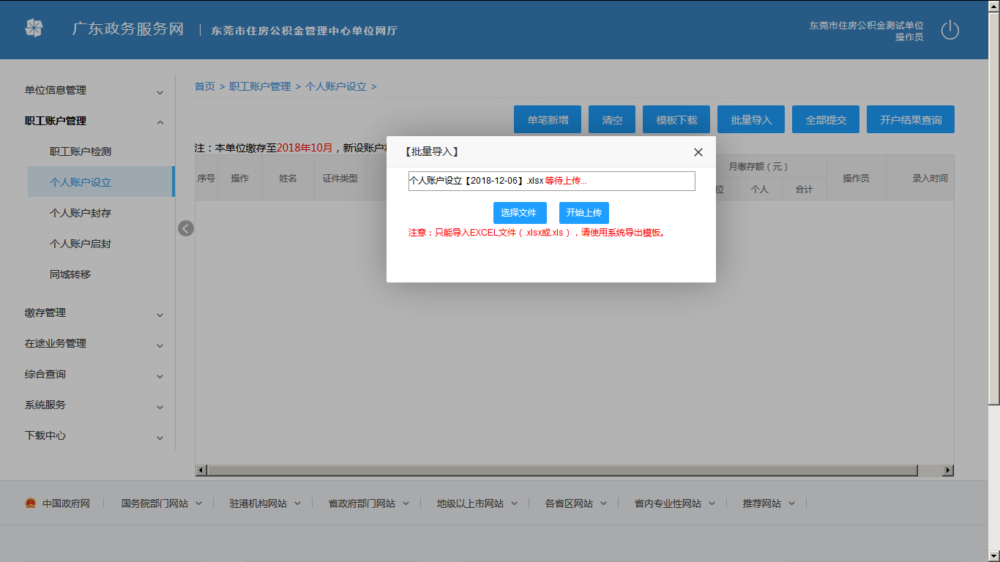 广东政务服务网 | 东莞市住房公积金管理中心单位网厅
东莞市住房公积金测试单位
操作员
单位信息管理
职工账户管理
职工账户检测
个人账户设立
个人账户封存
个人账户启封
同城转移
缴存管理
在途业务管理
综合查询
系统服务
下载中心
首页 > 职工账户管理 > 个人账户设立 >
单笔新增 清空 模板下载 批量导入 全部提交 开户结果查询
注：本单位缴存至2018年10月，新设账户
序号 操作 姓名 证件类型 月缴存额（元） 操作员 录入时间
位 个人 合计
【批量导入】
个人账户设立【2018-12-06】.xlsx 等待上传...
选择文件 开始上传
注意：只能导入EXCEL文件（.xlsx或.xls），请使用系统导出模板。
中国政府网 国务院部门网站 驻港机构网站 省政府部门网站 地级以上市网站 各省区网站 省内专业性网站 推荐网站